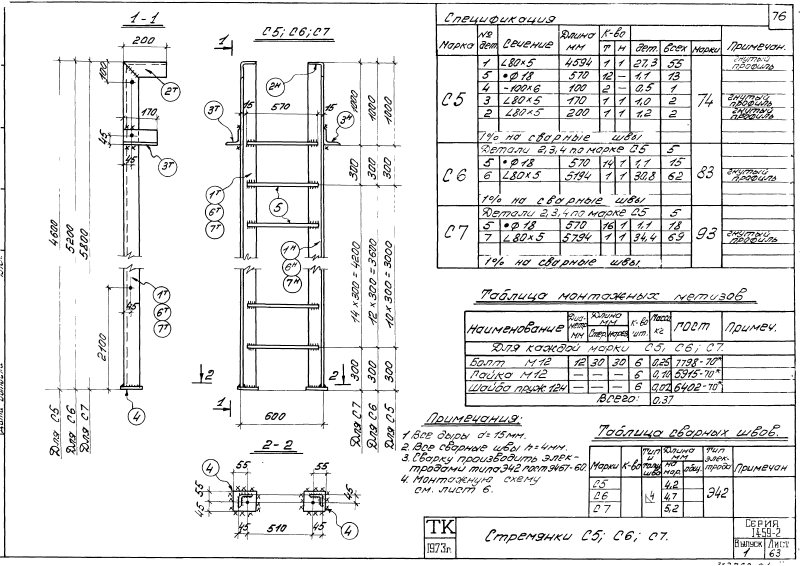 76
1-1
С5; С6; С7
200
100
2т
170
45
3т
45
4600
5200
5800
Для С5
Для С6
Для С7
1т
6т
7т
45
2100
4
1
2н
3т
15
570
15
3н
1т
6т
7т
5
1н
6н
7н
1000
1000
1000
300
300
300
14 × 300 = 4200
12 × 300 = 3600
10 × 300 = 3000
300
300
300
Для С7
Для С6
Для С5
2
2
1
600
2-2
4
55
55
55
45
45
45
510
45
4
Спецификация
Марка
№ дет.
Сечение
Длина мм
К-во
т
н
дет.
всех
марки
Примечан.
С5
1 L80×5 4594 1 1 27,3 55 гнутый профиль
5 •Ф18 570 12 — 1,1 13
4 -100×6 100 2 — 0,5 1
3 L80×5 170 1 1 1,0 2 гнутый профиль
2 L80×5 200 1 1 1,2 2 гнутый профиль
74
1% на сварные швы
С6
Детали 2,3,4 по марке С5 5
5 •Ф18 570 14 1 1,1 15
6 L80×5 5194 1 1 30,8 62 гнутый профиль
83
1% на сварные швы
С7
Детали 2,3,4 по марке С5 5
5 •Ф18 570 16 1 1,1 18
7 L80×5 5794 1 1 34,4 69 гнутый профиль
93
1% на сварные швы
Таблица монтажных метизов
Наименование
Диаметр мм
Длина мм
К-во шт.
Масса кг
ГОСТ
Примеч.
Для каждой марки С5; С6; С7.
Болт М12 12 30 30 6 0,25 7798-70*
Гайка М12 — — — 6 0,10 5915-70*
Шайба пруж. 12Н — — — 6 0,02 6402-70*
Всего: 0,37
Примечания:
1. Все дыры d=15мм.
2. Все сварные швы h=4мм.
3. Сварку производить электродами типа Э42 гост 9467-60.
4. Монтажную схему см. лист 6.
Таблица сварных швов.
Марки
К-во
Тип и толщ. шва
Длина м
на мар.
общ.
Тип электрода
Примечан
С5 4,2
С6 4,7
С7 5,2
4
Э42
ТК
1973г.
Стремянки С5; С6; С7.
Серия
1.459-2
Выпуск
1
Лист
63